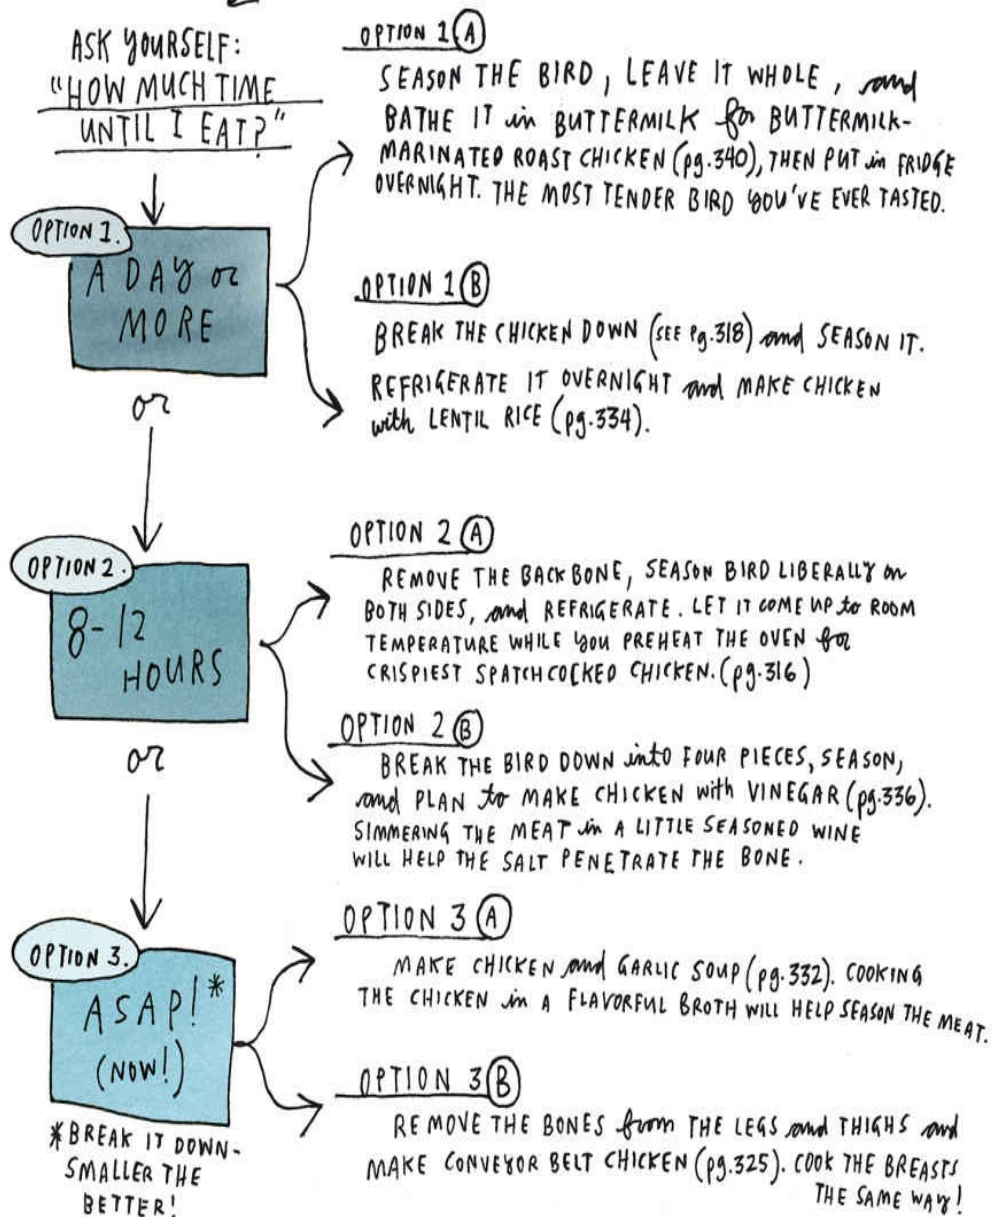 ASK YOURSELF:
"HOW MUCH TIME
UNTIL I EAT?"
OPTION 1.
A DAY or
MORE
OPTION 1 A
SEASON THE BIRD, LEAVE IT WHOLE, and
BATHE IT in BUTTERMILK for BUTTERMILK-
MARINATED ROAST CHICKEN (pg.340), THEN PUT in FRIDGE
OVERNIGHT. THE MOST TENDER BIRD YOU'VE EVER TASTED.
OPTION 1 B
BREAK THE CHICKEN DOWN (SEE Pg.318) and SEASON IT.
REFRIGERATE IT OVERNIGHT and MAKE CHICKEN
with LENTIL RICE (pg.334).
or
OPTION 2.
8-12
HOURS
OPTION 2 A
REMOVE THE BACKBONE, SEASON BIRD LIBERALLY on
BOTH SIDES, and REFRIGERATE. LET IT COME UP to ROOM
TEMPERATURE WHILE YOU PREHEAT THE OVEN for
CRISPIEST SPATCHCOCKED CHICKEN. (pg.316)
OPTION 2 B
BREAK THE BIRD DOWN into FOUR PIECES, SEASON,
and PLAN to MAKE CHICKEN with VINEGAR (pg.336).
SIMMERING THE MEAT in A LITTLE SEASONED WINE
WILL HELP THE SALT PENETRATE THE BONE.
or
OPTION 3.
ASAP!*
(NOW!)
*BREAK IT DOWN-
SMALLER THE
BETTER!
OPTION 3 A
MAKE CHICKEN and GARLIC SOUP (pg.332). COOKING
THE CHICKEN in A FLAVORFUL BROTH WILL HELP SEASON THE MEAT.
OPTION 3 B
REMOVE THE BONES from THE LEGS and THIGHS and
MAKE CONVEYOR BELT CHICKEN (pg.325). COOK THE BREASTS
THE SAME WAY!